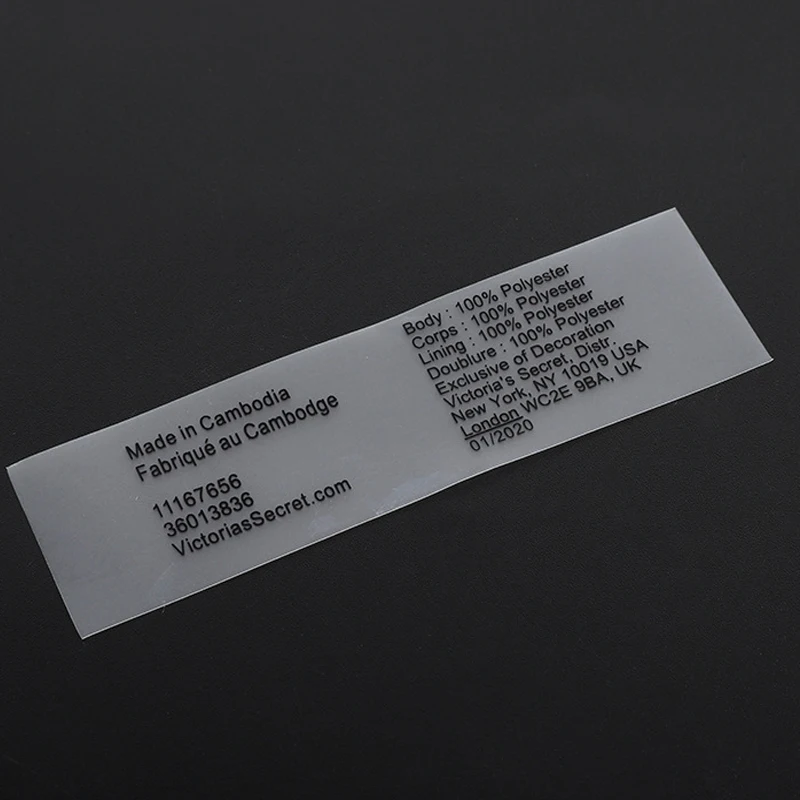 Made in Cambodia
Fabriqué au Cambodge
11167656
36013836
VictoriasSecret.com
Body : 100% Polyester
Corps : 100% Polyester
Lining : 100% Polyester
Doublure : 100% Polyester
Exclusive of Decoration
Victoria's Secret, Distr.
New York, NY 10019 USA
London WC2E 9BA, UK
01/2020